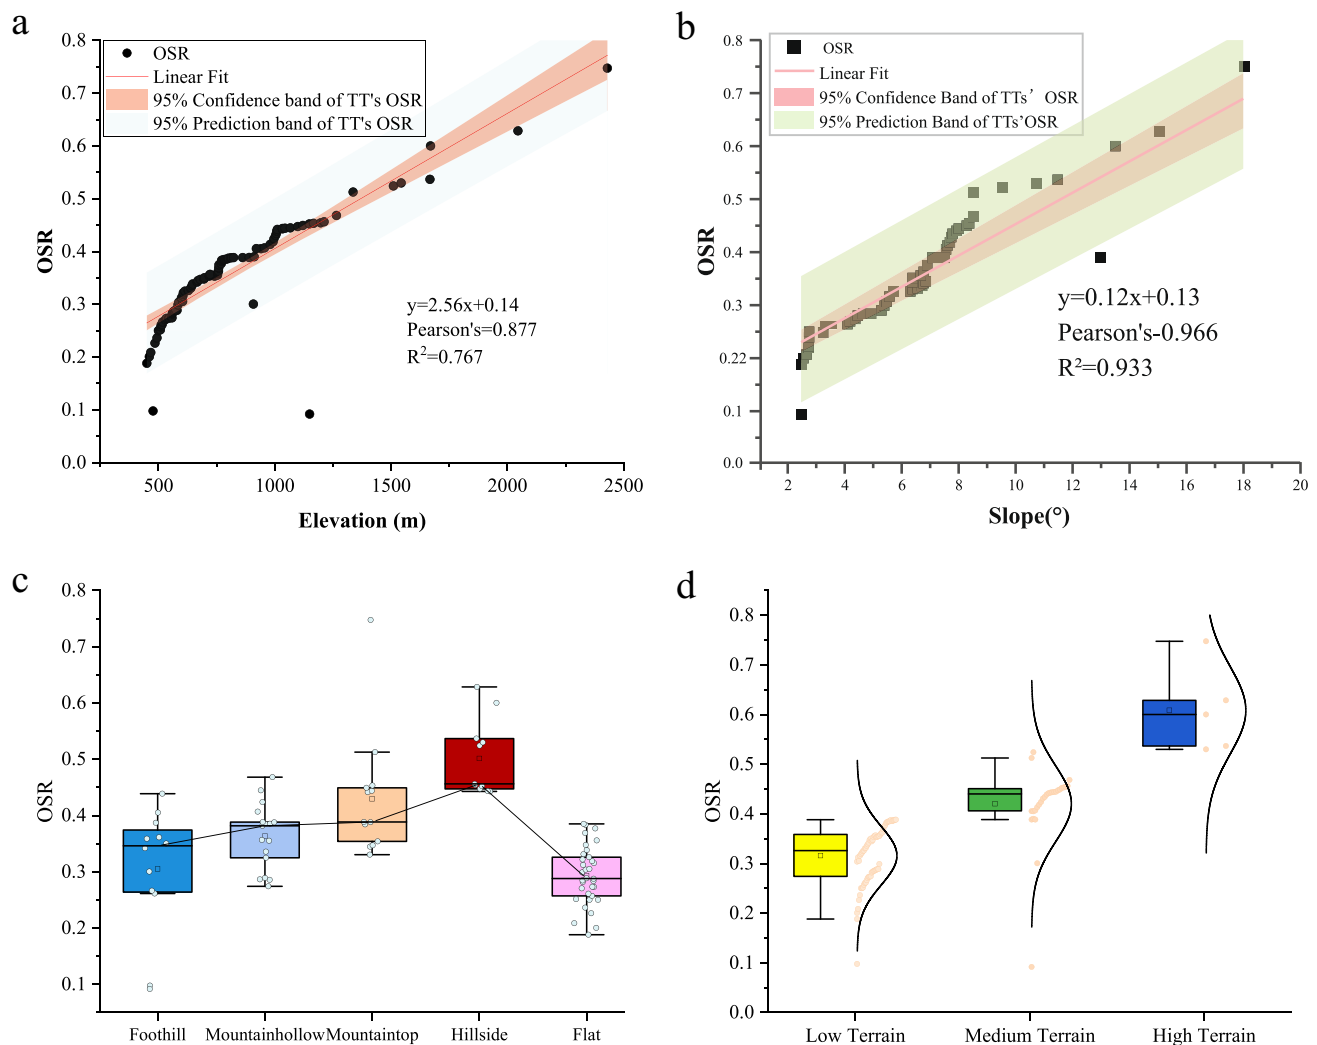 a
0.8
0.7
0.6
0.5
0.4
0.3
0.2
0.1
0.0
OSR
OSR
Linear Fit
95% Confidence band of TT's OSR
95% Prediction band of TT's OSR
y=2.56x+0.14
Pearson's=0.877
R²=0.767
500
1000
1500
2000
2500
Elevation (m)
b
0.8
0.7
0.6
0.5
0.4
0.3
0.22
0.1
0.0
OSR
OSR
Linear Fit
95% Confidence Band of TTs’ OSR
95% Prediction Band of TTs’OSR
y=0.12x+0.13
Pearson's-0.966
R²=0.933
2
4
6
8
10
12
14
16
18
20
Slope(°)
c
0.8
0.7
0.6
0.5
0.4
0.3
0.2
0.1
OSR
Foothill
Mountainhollow
Mountaintop
Hillside
Flat
d
0.8
0.7
0.6
0.5
0.4
0.3
0.2
0.1
0.0
OSR
Low Terrain
Medium Terrain
High Terrain